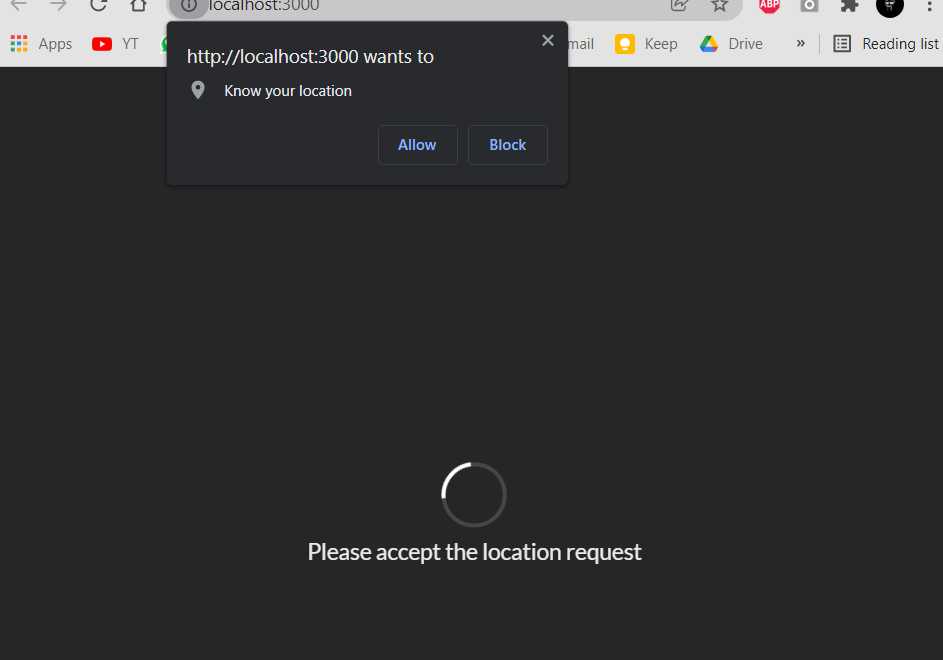 localhost:3000
Apps
YT
mail
Keep
Drive
»
Reading list
ABP
http://localhost:3000 wants to
Know your location
Allow
Block
Please accept the location request